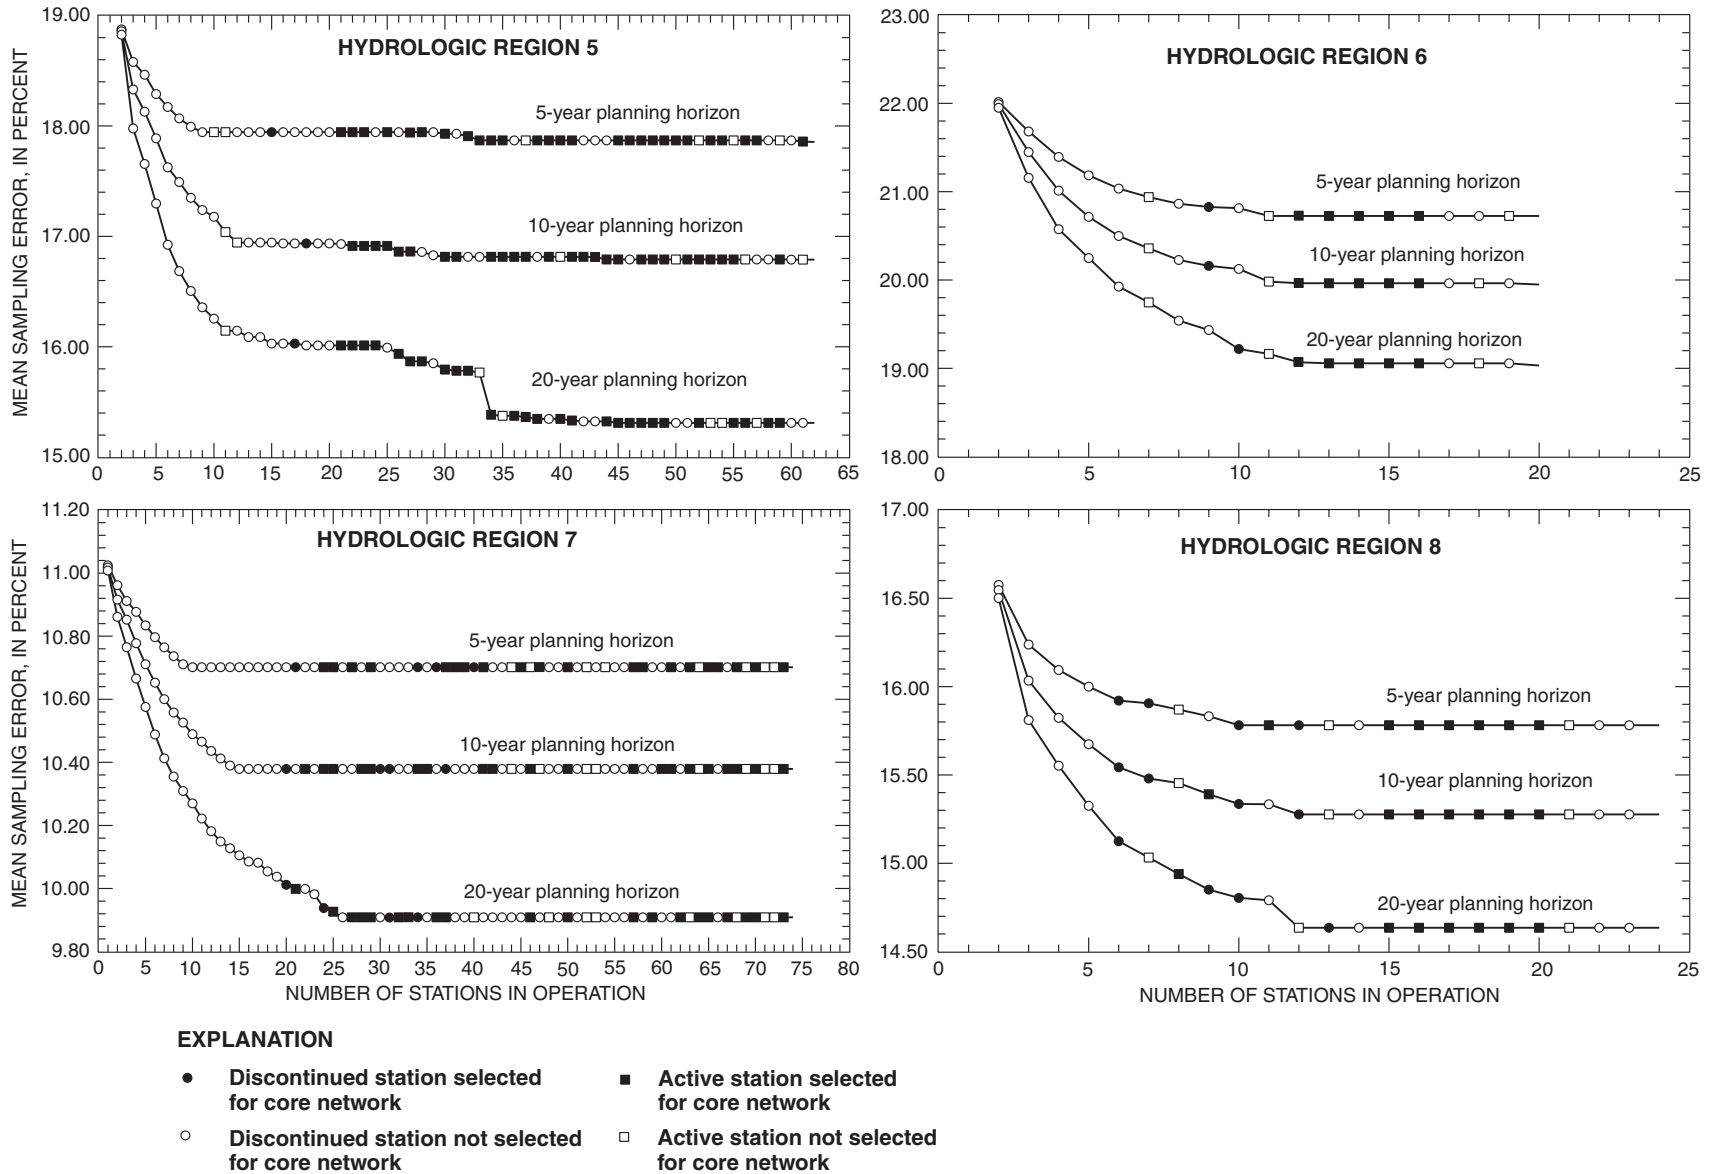 HYDROLOGIC REGION 5
MEAN SAMPLING ERROR, IN PERCENT
19.00
18.00
17.00
16.00
15.00
5-year planning horizon
10-year planning horizon
20-year planning horizon
0 5 10 15 20 25 30 35 40 45 50 55 60 65
HYDROLOGIC REGION 6
23.00
22.00
21.00
20.00
19.00
18.00
5-year planning horizon
10-year planning horizon
20-year planning horizon
0 5 10 15 20 25
HYDROLOGIC REGION 7
MEAN SAMPLING ERROR, IN PERCENT
11.20
11.00
10.80
10.60
10.40
10.20
10.00
9.80
5-year planning horizon
10-year planning horizon
20-year planning horizon
0 5 10 15 20 25 30 35 40 45 50 55 60 65 70 75 80
NUMBER OF STATIONS IN OPERATION
HYDROLOGIC REGION 8
17.00
16.50
16.00
15.50
15.00
14.50
5-year planning horizon
10-year planning horizon
20-year planning horizon
0 5 10 15 20 25
NUMBER OF STATIONS IN OPERATION
EXPLANATION
Discontinued station selected
for core network
Discontinued station not selected
for core network
Active station selected
for core network
Active station not selected
for core network